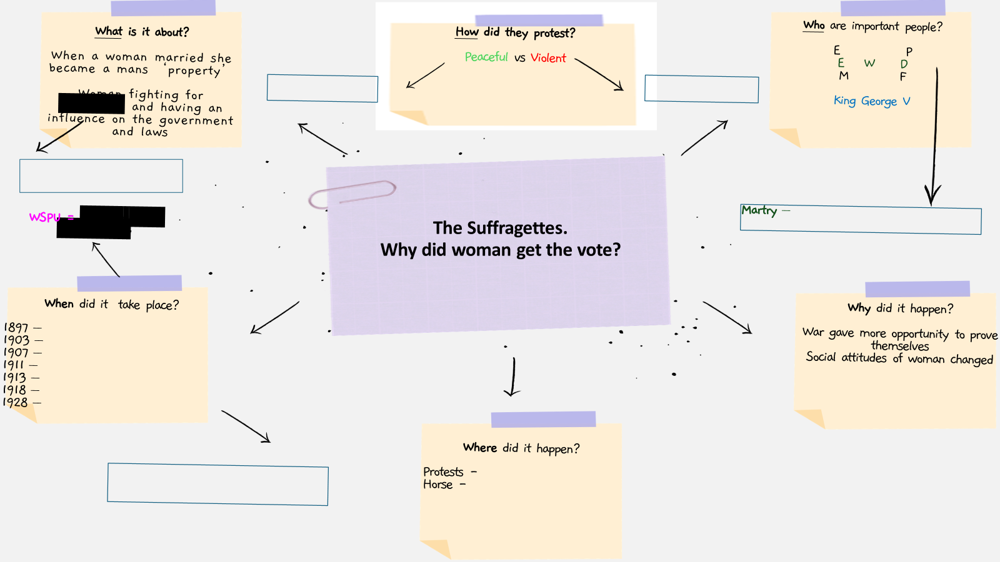 What is it about?
When a woman married she
became a mans 'property'
Woman fighting for
and having an
influence on the government
and laws
WSPU =
How did they protest?
Peaceful vs Violent
Who are important people?
E P
E W D
M F
King George V
Martry –
The Suffragettes.
Why did woman get the vote?
When did it take place?
1897 –
1903 –
1907 –
1911 –
1913 –
1918 –
1928 –
Where did it happen?
Protests -
Horse -
Why did it happen?
War gave more opportunity to prove
themselves
Social attitudes of woman changed